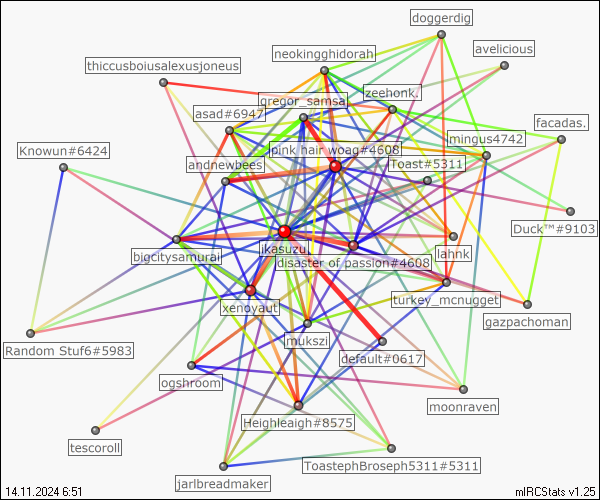 doggerdig
neokingghidorah
avelicious
thiccusboiusalexusjoneus
zeehonk.
gregor_samsa
asad#6947
facadas.
mingus4742
Knowun#6424
pink hair woag#4608
andrewbees
Toast#5311
Duck™#9103
ikasuzu
lahnk
bigcitysamurai
disaster of passion#4608
turkey_mcnugget
xenoyaut
gazpachoman
mukszi
Random Stuf6#5983
default#0617
ogshroom
moonraven
Heighleaigh#8575
tescoroll
ToastephBroseph5311#5311
jarlbreadmaker
14.11.2024 6:51
mIRCStats v1.25